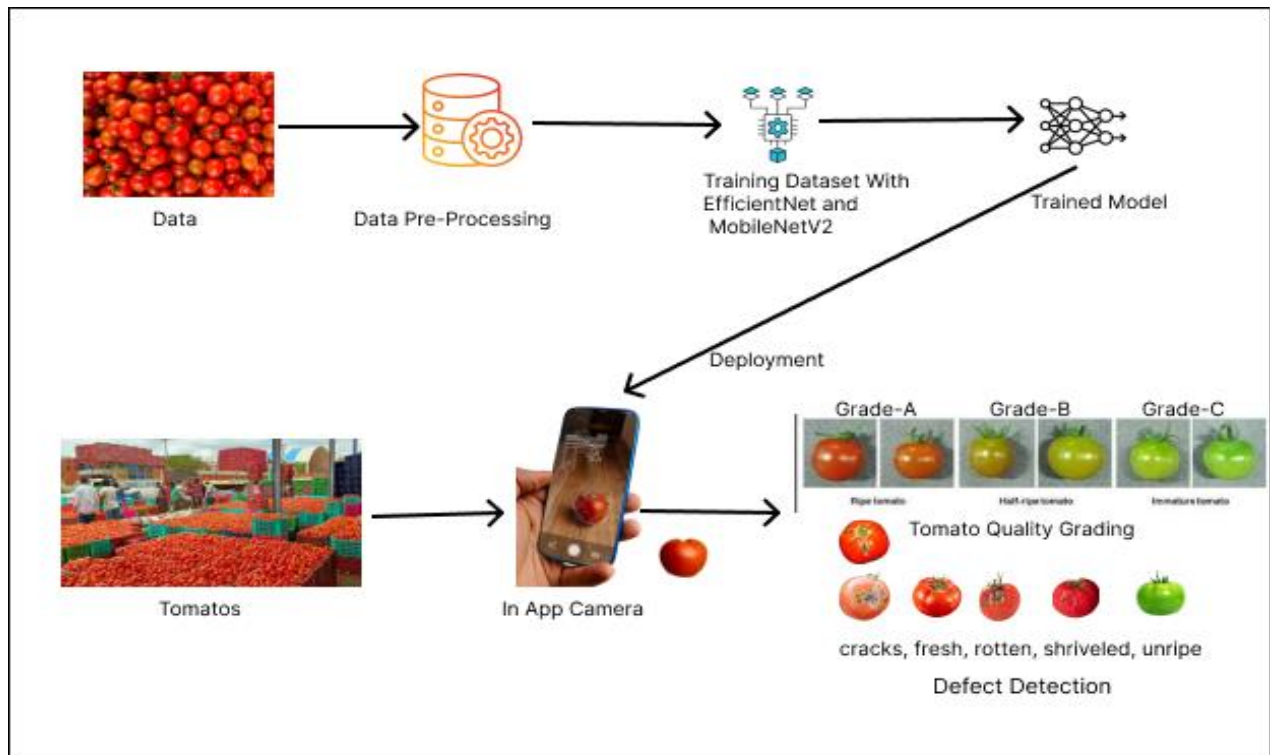 Data
Data Pre-Processing
Training Dataset With
EfficientNet and
MobileNetV2
Trained Model
Deployment
Grade-A
Grade-B
Grade-C
Ripe tomato
Half-ripe tomato
Immature tomato
Tomato Quality Grading
Tomatos
In App Camera
cracks, fresh, rotten, shriveled, unripe
Defect Detection